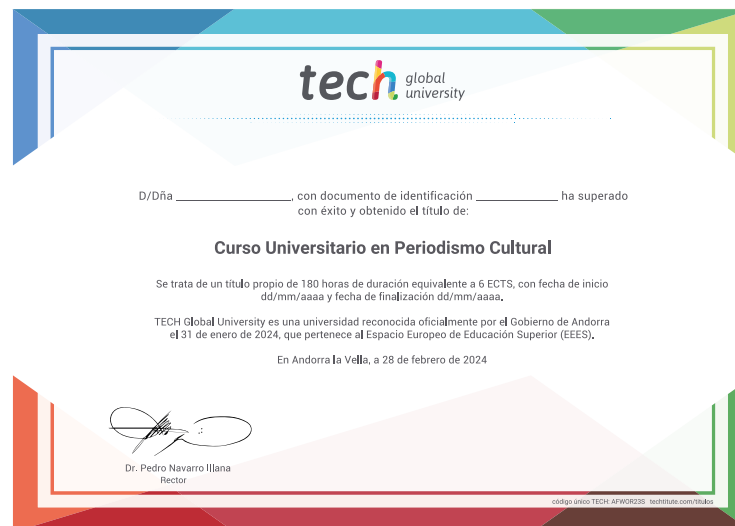 tech global
university
D/Dña ____________________, con documento de identificación ______________ ha superado
con éxito y obtenido el título de:
Curso Universitario en Periodismo Cultural
Se trata de un título propio de 180 horas de duración equivalente a 6 ECTS, con fecha de inicio
dd/mm/aaaa y fecha de finalización dd/mm/aaaa.
TECH Global University es una universidad reconocida oficialmente por el Gobierno de Andorra
el 31 de enero de 2024, que pertenece al Espacio Europeo de Educación Superior (EEES).
En Andorra la Vella, a 28 de febrero de 2024
Dr. Pedro Navarro Illana
Rector
código único TECH: AFWOR23S techtitute.com/titulos